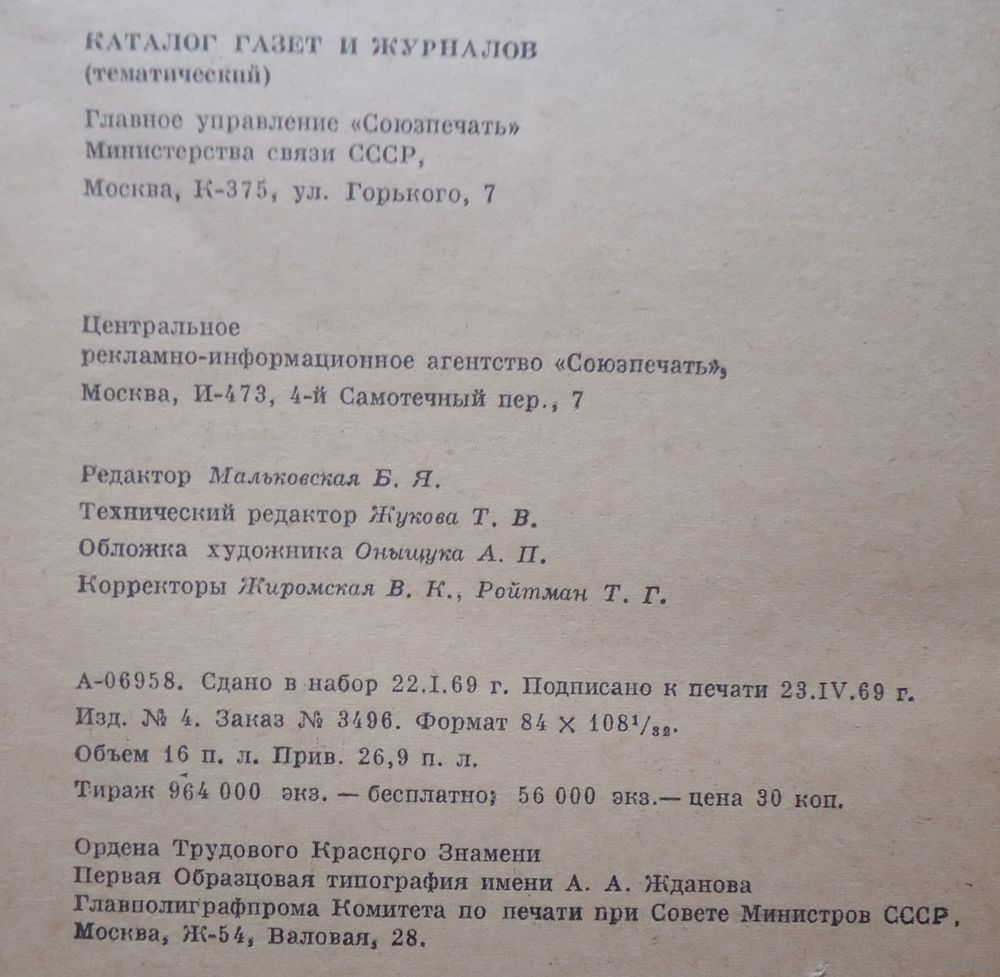 КАТАЛОГ ГАЗЕТ И ЖУРНАЛОВ
(тематический)
Главное управление «Союзпечать»
Министерства связи СССР,
Москва, К-375, ул. Горького, 7
Центральное
рекламно-информационное агентство «Союзпечать»,
Москва, И-473, 4-й Самотечный пер., 7
Редактор Мальковская Б. Я.
Технический редактор Жукова Т. В.
Обложка художника Оныщука А. П.
Корректоры Жиромская В. К., Ройтман Т. Г.
А-06958. Сдано в набор 22.I.69 г. Подписано к печати 23.IV.69 г.
Изд. № 4. Заказ № 3496. Формат 84 × 108¹/₃₂.
Объем 16 п. л. Прив. 26,9 п. л.
Тираж 964 000 экз. — бесплатно; 56 000 экз.— цена 30 коп.
Ордена Трудового Красного Знамени
Первая Образцовая типография имени А. А. Жданова
Главполиграфпрома Комитета по печати при Совете Министров СССР,
Москва, Ж-54, Валовая, 28.